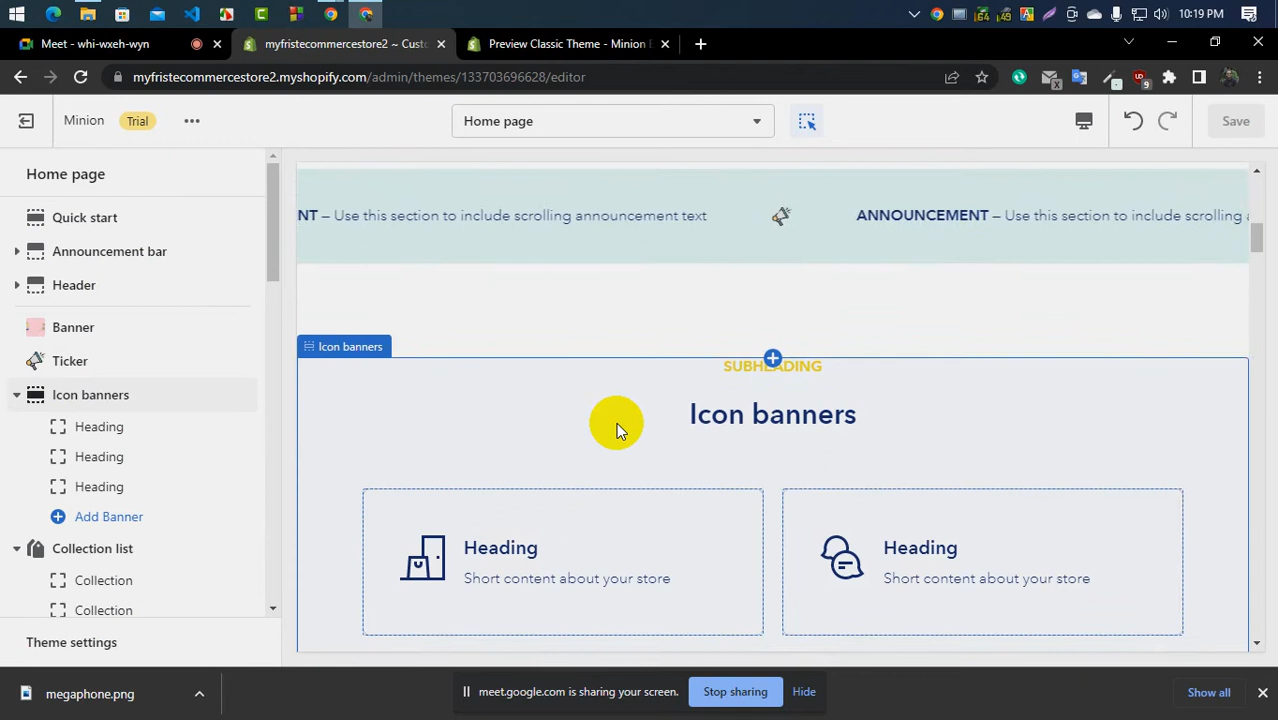 10:19 PM
Meet - whi-wxeh-wyn
myfristecommercestore2 ~ Custo
Preview Classic Theme - Minion E
myfristecommercestore2.myshopify.com/admin/themes/133703696628/editor
Minion
Trial
Home page
Save
Home page
Quick start
Announcement bar
Header
Banner
Ticker
Icon banners
Heading
Heading
Heading
Add Banner
Collection list
Collection
Collection
Theme settings
NT – Use this section to include scrolling announcement text
ANNOUNCEMENT – Use this section to include scrolling a
Icon banners
SUBHEADING
Icon banners
Heading
Short content about your store
Heading
Short content about your store
megaphone.png
meet.google.com is sharing your screen.
Stop sharing
Hide
Show all